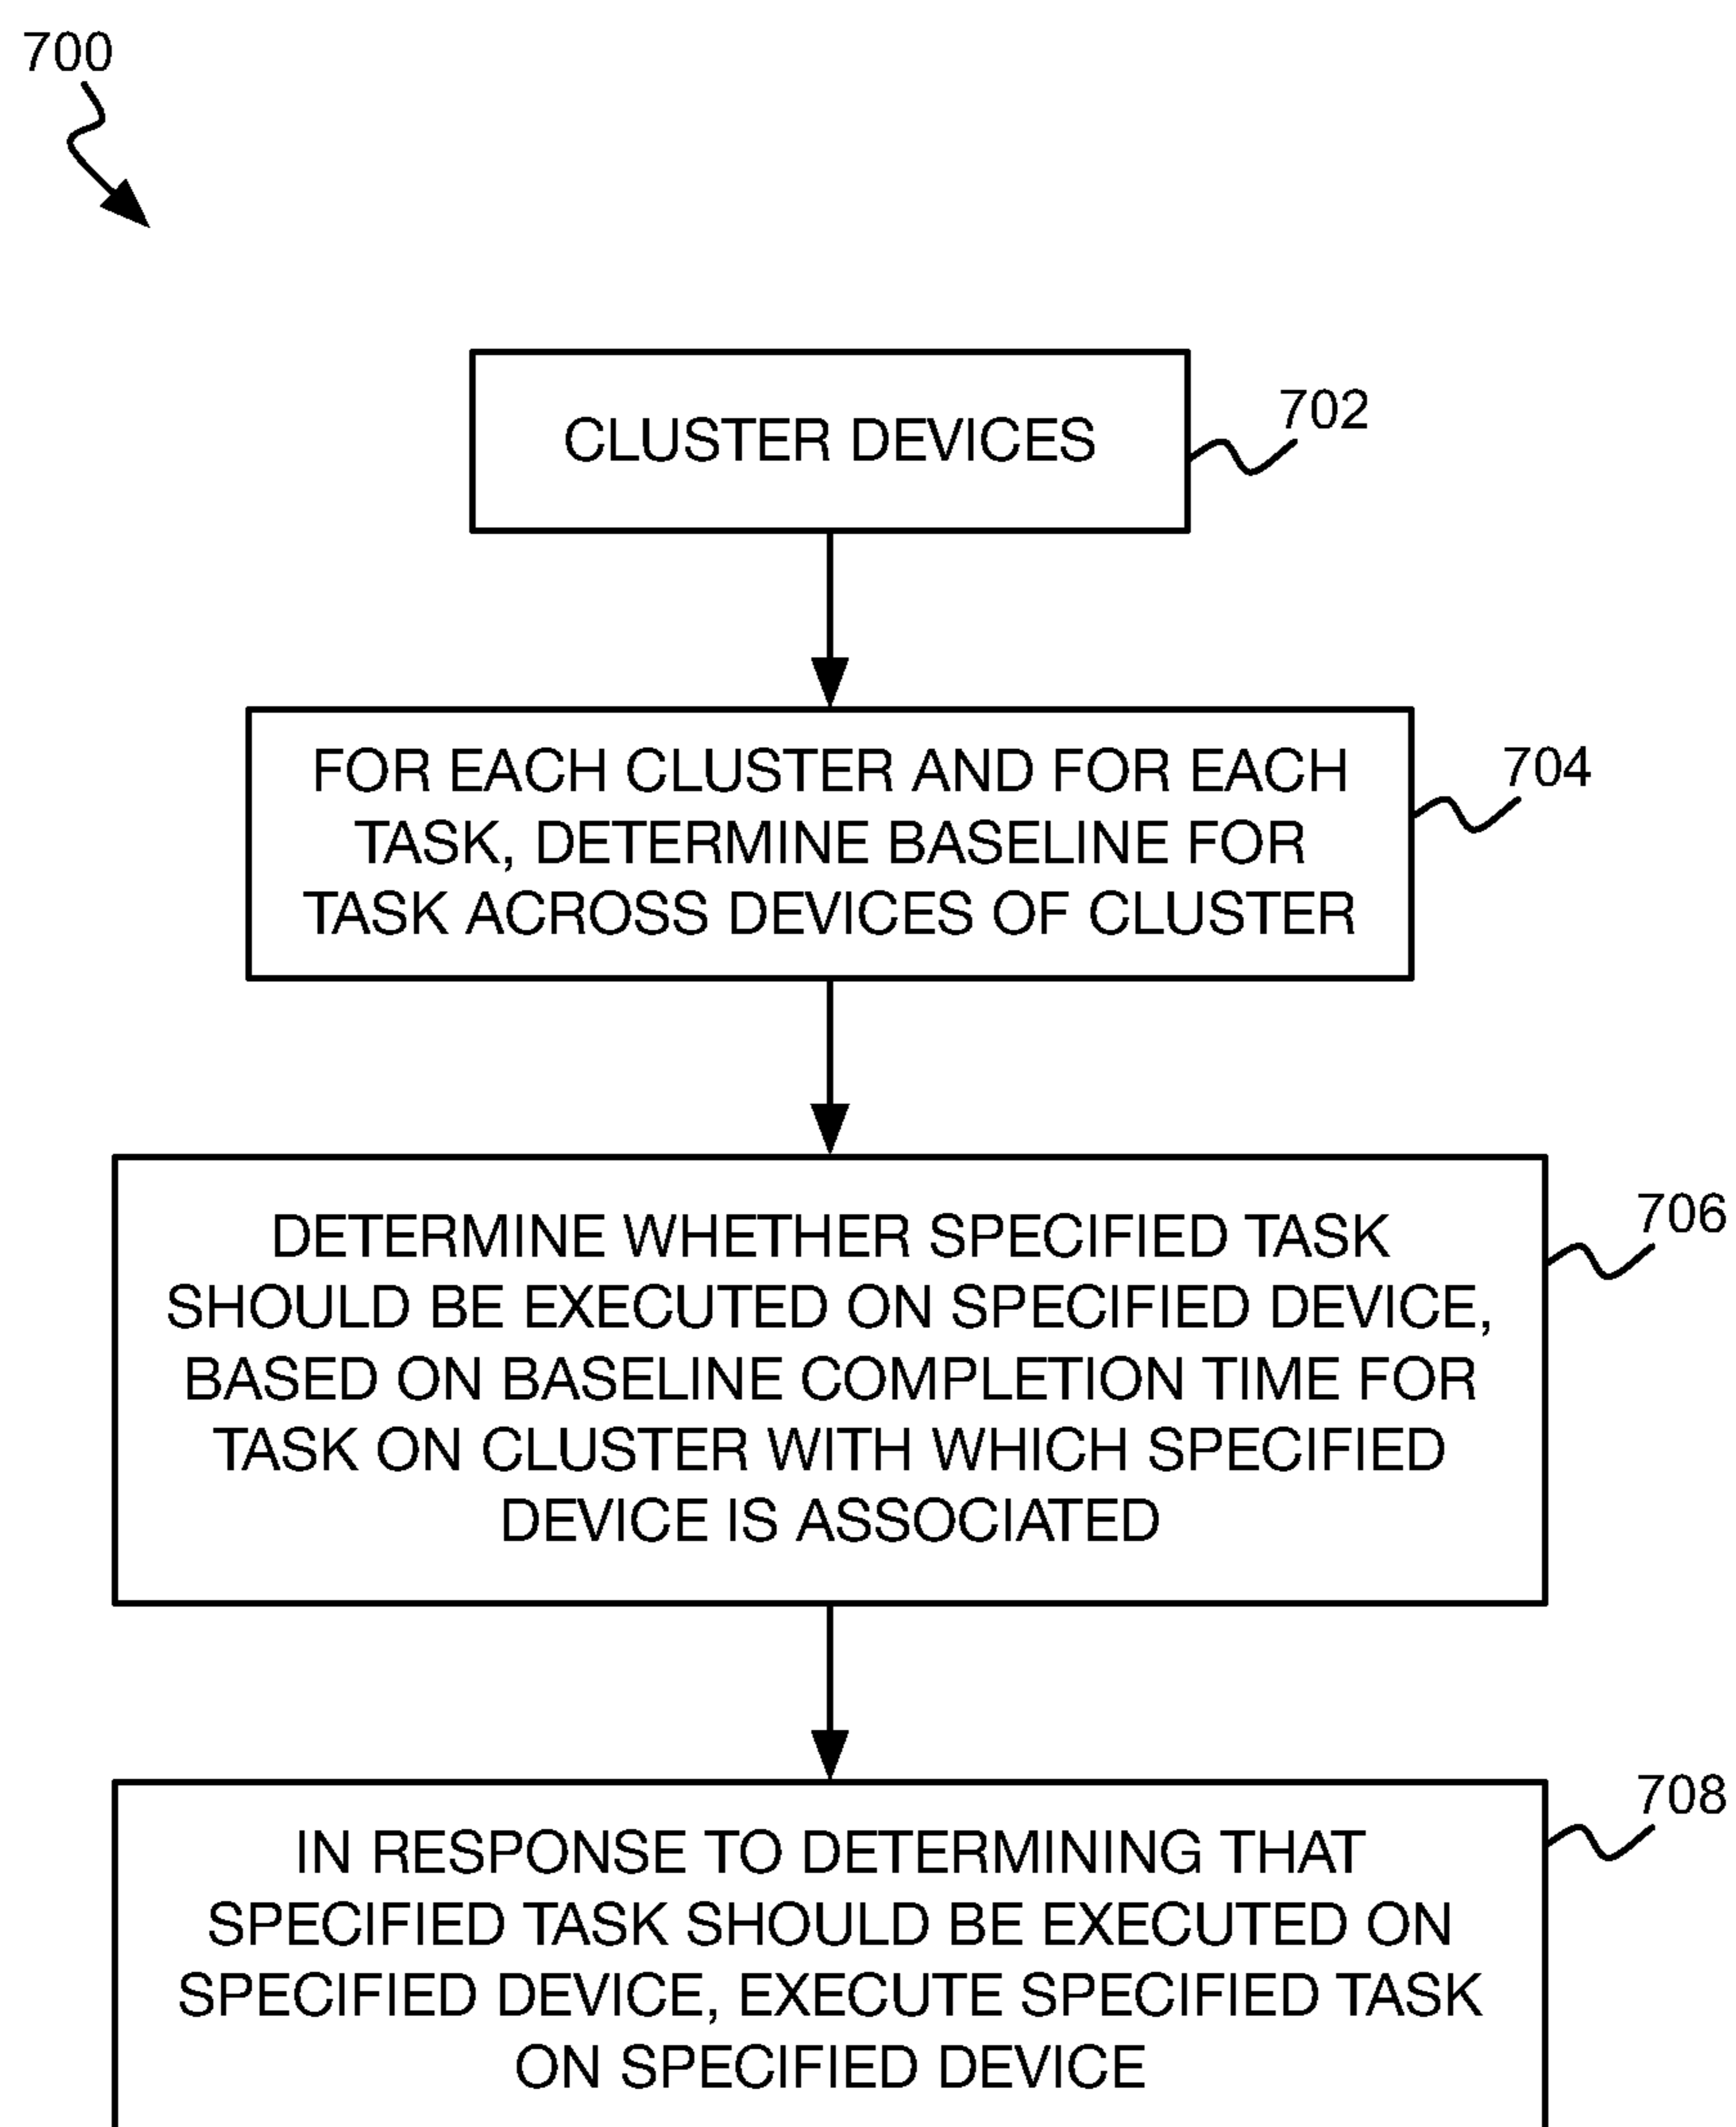 700
CLUSTER DEVICES
702
FOR EACH CLUSTER AND FOR EACH
TASK, DETERMINE BASELINE FOR
TASK ACROSS DEVICES OF CLUSTER
704
DETERMINE WHETHER SPECIFIED TASK
SHOULD BE EXECUTED ON SPECIFIED DEVICE,
BASED ON BASELINE COMPLETION TIME FOR
TASK ON CLUSTER WITH WHICH SPECIFIED
DEVICE IS ASSOCIATED
706
IN RESPONSE TO DETERMINING THAT
SPECIFIED TASK SHOULD BE EXECUTED ON
SPECIFIED DEVICE, EXECUTE SPECIFIED TASK
ON SPECIFIED DEVICE
708